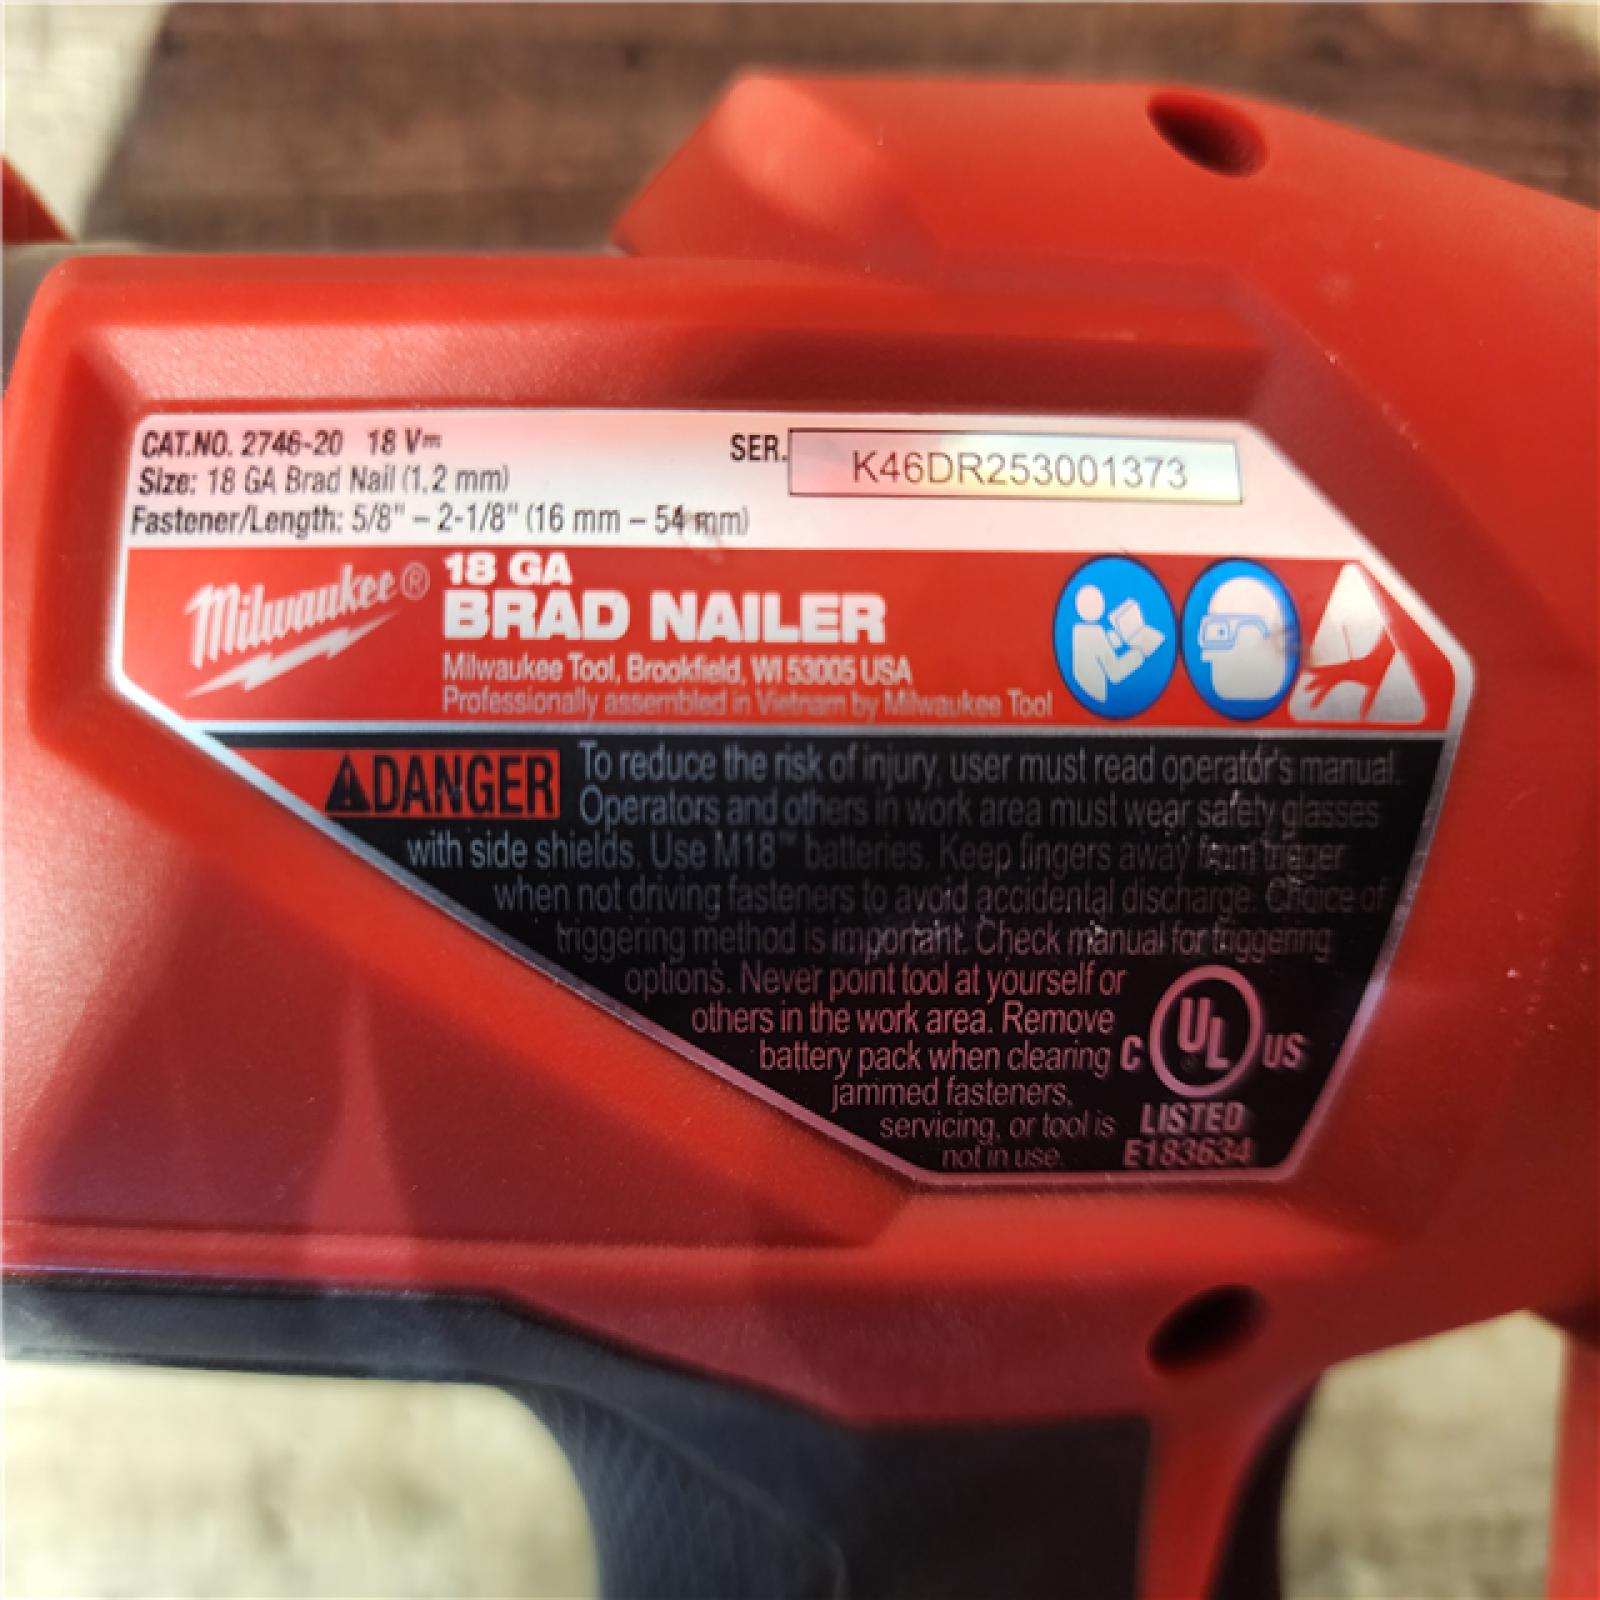 CAT.NO. 2746-20 18 V⎓
SER. K46DR253001373
Size: 18 GA Brad Nail (1.2 mm)
Fastener/Length: 5/8" – 2-1/8" (16 mm – 54 mm)
Milwaukee®
18 GA
BRAD NAILER
Milwaukee Tool, Brookfield, WI 53005 USA
Professionally assembled in Vietnam by Milwaukee Tool
DANGER To reduce the risk of injury, user must read operator's manual.
Operators and others in work area must wear safety glasses
with side shields. Use M18™ batteries. Keep fingers away from trigger
when not driving fasteners to avoid accidental discharge. Choice of
triggering method is important. Check manual for triggering
options. Never point tool at yourself or
others in the work area. Remove
battery pack when clearing
jammed fasteners,
servicing, or tool is
not in use.
C UL® US
LISTED
E183634